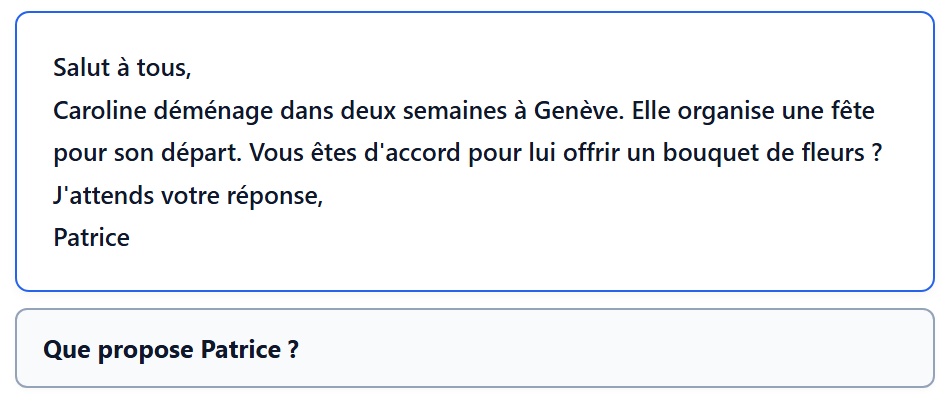 Salut à tous,
Caroline déménage dans deux semaines à Genève. Elle organise une fête
pour son départ. Vous êtes d'accord pour lui offrir un bouquet de fleurs ?
J'attends votre réponse,
Patrice
Que propose Patrice ?